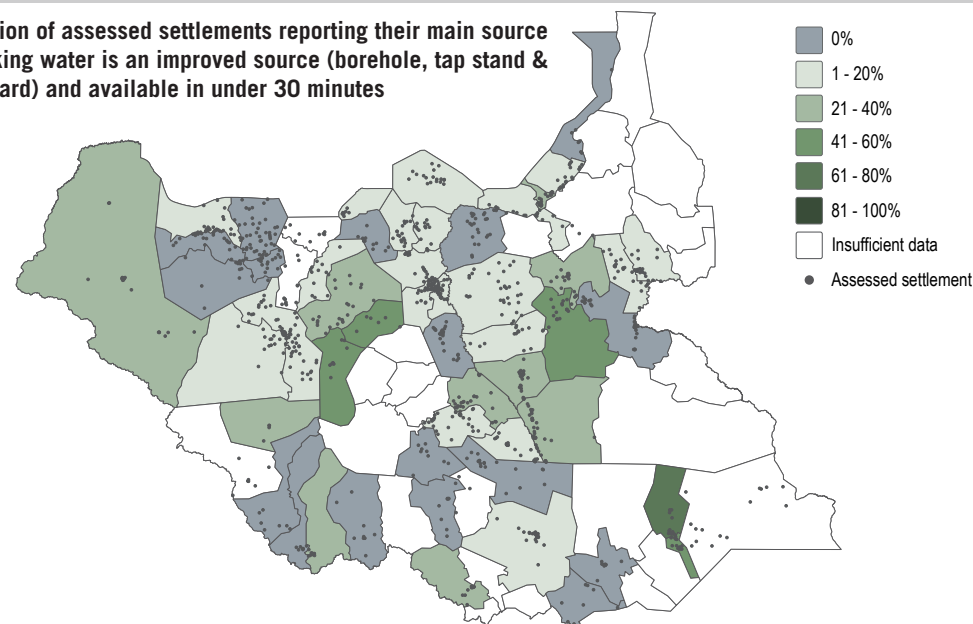 ion of assessed settlements reporting their main source
king water is an improved source (borehole, tap stand &
ard) and available in under 30 minutes
0%
1 - 20%
21 - 40%
41 - 60%
61 - 80%
81 - 100%
Insufficient data
Assessed settlement